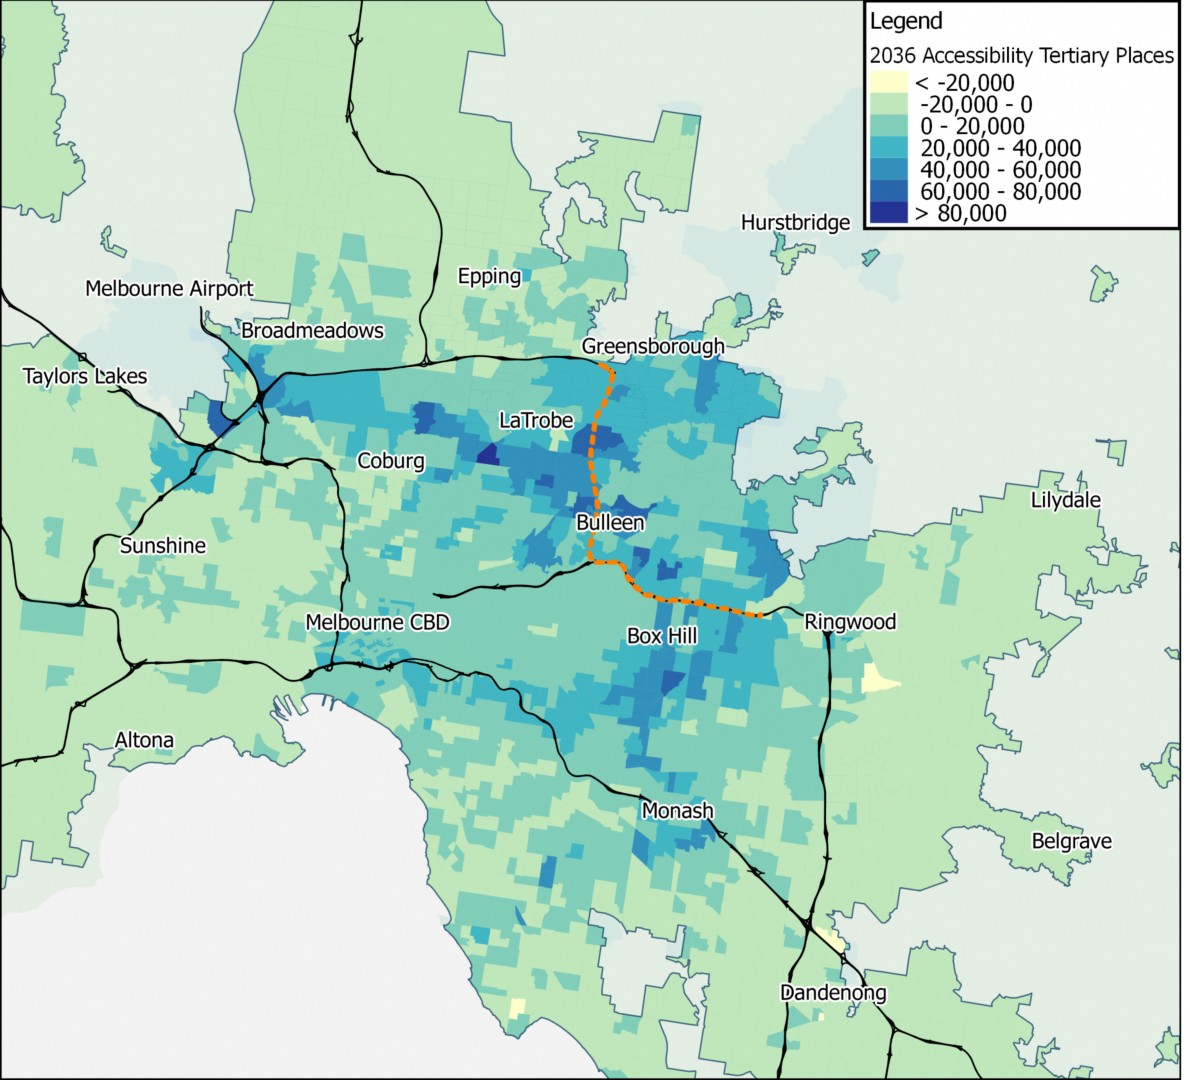 Legend
2036 Accessibility Tertiary Places
< -20,000
-20,000 - 0
0 - 20,000
20,000 - 40,000
40,000 - 60,000
60,000 - 80,000
> 80,000
Hurstbridge
Epping
Melbourne Airport
Broadmeadows
Greensborough
Taylors Lakes
LaTrobe
Coburg
Lilydale
Bulleen
Sunshine
Melbourne CBD
Ringwood
Box Hill
Altona
Monash
Belgrave
Dandenong